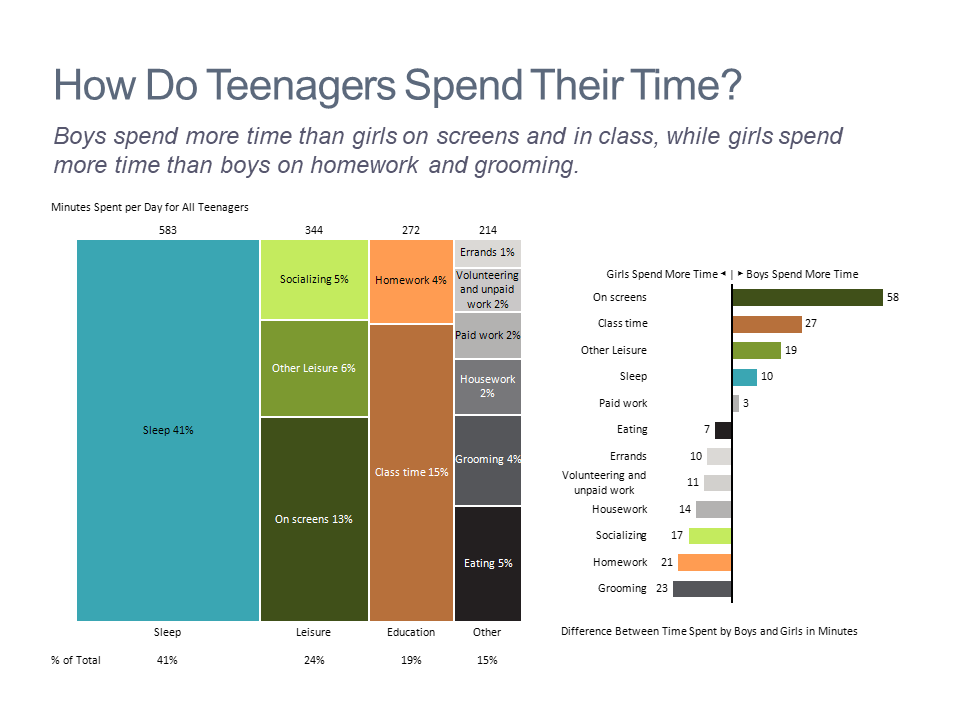 How Do Teenagers Spend Their Time?
Boys spend more time than girls on screens and in class, while girls spend
more time than boys on homework and grooming.
Minutes Spent per Day for All Teenagers
583 344 272 214
Sleep 41%
Socializing 5%
Other Leisure 6%
On screens 13%
Homework 4%
Class time 15%
Errands 1%
Volunteering
and unpaid
work 2%
Paid work 2%
Housework
2%
Grooming 4%
Eating 5%
Sleep Leisure Education Other
% of Total 41% 24% 19% 15%
Girls Spend More Time ◄ | ► Boys Spend More Time
On screens 58
Class time 27
Other Leisure 19
Sleep 10
Paid work 3
Eating 7
Errands 10
Volunteering and
unpaid work 11
Housework 14
Socializing 17
Homework 21
Grooming 23
Difference Between Time Spent by Boys and Girls in Minutes